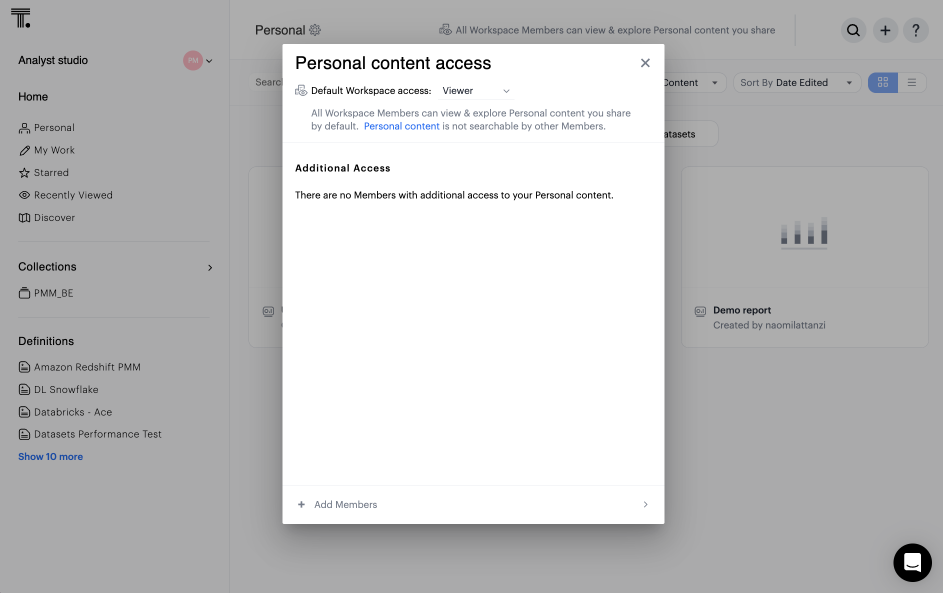 T.
Analyst studio
PM
Home
Personal
My Work
Starred
Recently Viewed
Discover
Collections
PMM_BE
Definitions
Amazon Redshift PMM
DL Snowflake
Databricks - Ace
Datasets Performance Test
Show 10 more
Personal
All Workspace Members can view & explore Personal content you share
?
Sort By Date Edited
Personal content access
Default Workspace access: Viewer
All Workspace Members can view & explore Personal content you share
by default. Personal content is not searchable by other Members.
Additional Access
There are no Members with additional access to your Personal content.
Add Members
Demo report
Created by naomilattanzi